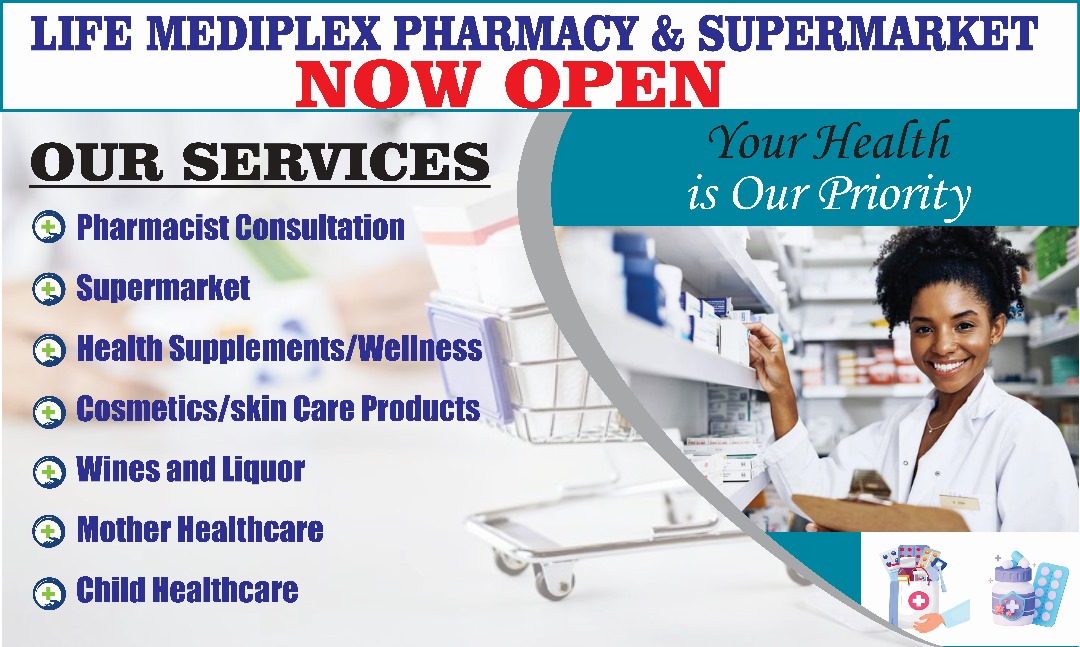 LIFE MEDIPLEX PHARMACY & SUPERMARKET
NOW OPEN
OUR SERVICES
Pharmacist Consultation
Supermarket
Health Supplements/Wellness
Cosmetics/skin Care Products
Wines and Liquor
Mother Healthcare
Child Healthcare
Your Health
is Our Priority